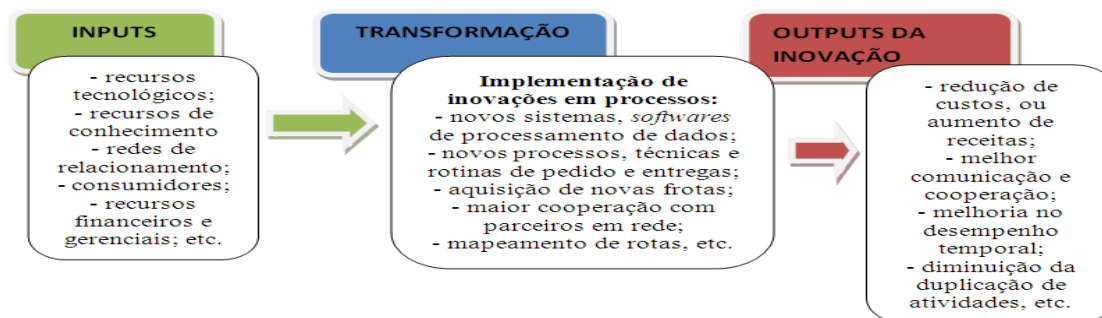 INPUTS
- recursos
tecnológicos;
- recursos de
conhecimento
- redes de
relacionamento;
- consumidores;
- recursos
financeiros e
gerenciais; etc.
TRANSFORMAÇÃO
Implementação de
inovações em processos:
- novos sistemas, softwares
de processamento de dados;
- novos processos, técnicas e
rotinas de pedido e entregas;
- aquisição de novas frotas;
- maior cooperação com
parceiros em rede;
- mapeamento de rotas, etc.
OUTPUTS DA
INOVAÇÃO
- redução de
custos, ou
aumento de
receitas;
- melhor
comunicação e
cooperação;
- melhoria no
desempenho
temporal;
- diminuição da
duplicação de
atividades, etc.